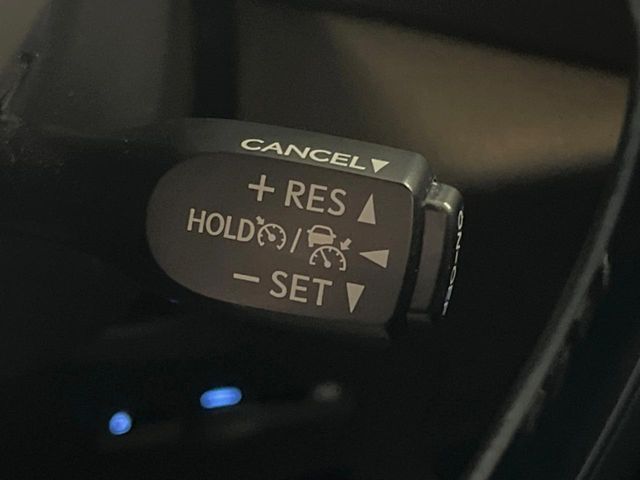 CANCEL▼
+ RES ▲
HOLD / ◄
− SET ▼
ON-OFF